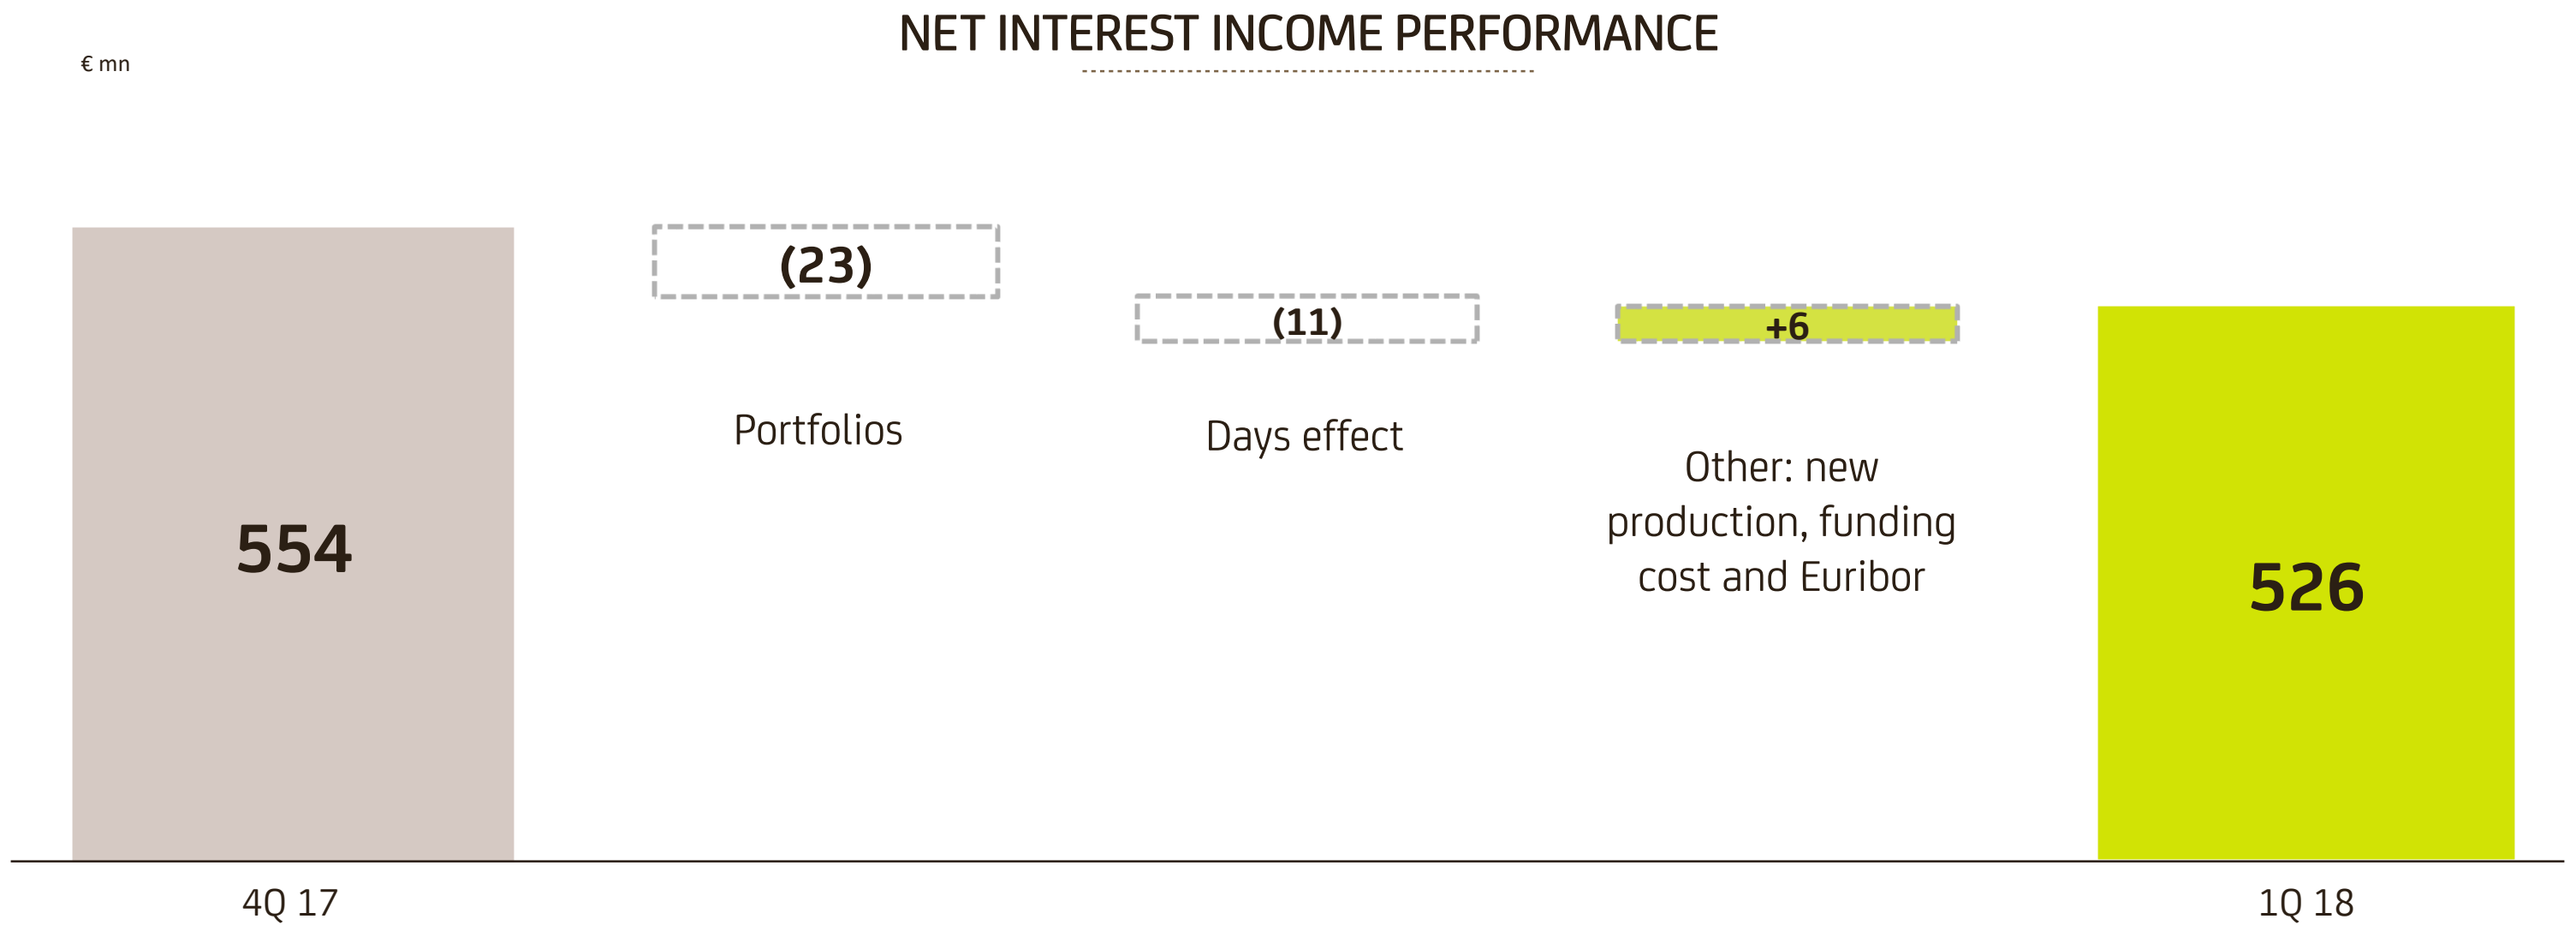 NET INTEREST INCOME PERFORMANCE
€ mn
554
(23)
Portfolios
(11)
Days effect
+6
Other: new
production, funding
cost and Euribor
526
4Q 17
1Q 18